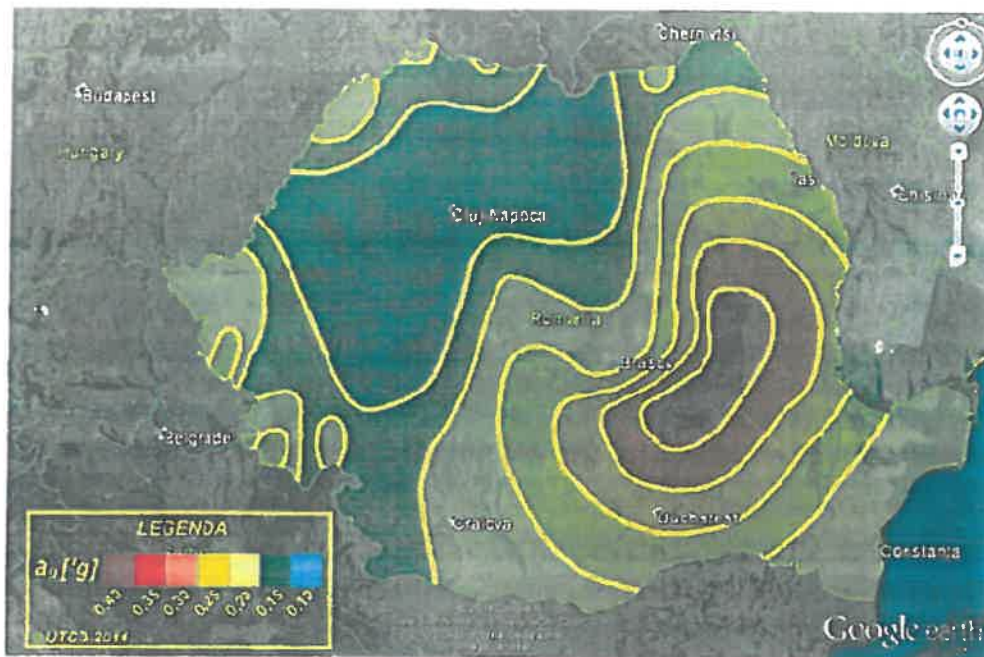 Chernivtsi
Budapest
Hungary
Moldova
Iasi
Cluj Napoca
Romania
Brasov
Belgrade
LEGENDA
Craiova
Bucharest
Constanta
ag ['g]
0,40 0,35 0,30 0,25 0,20 0,15 0,10
UTCB 2014
Google earth